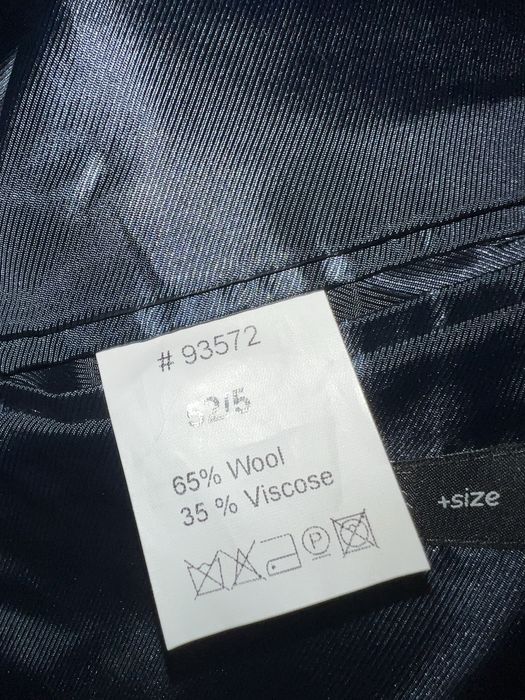 # 93572
52/5
65% Wool
35 % Viscose
P
+size